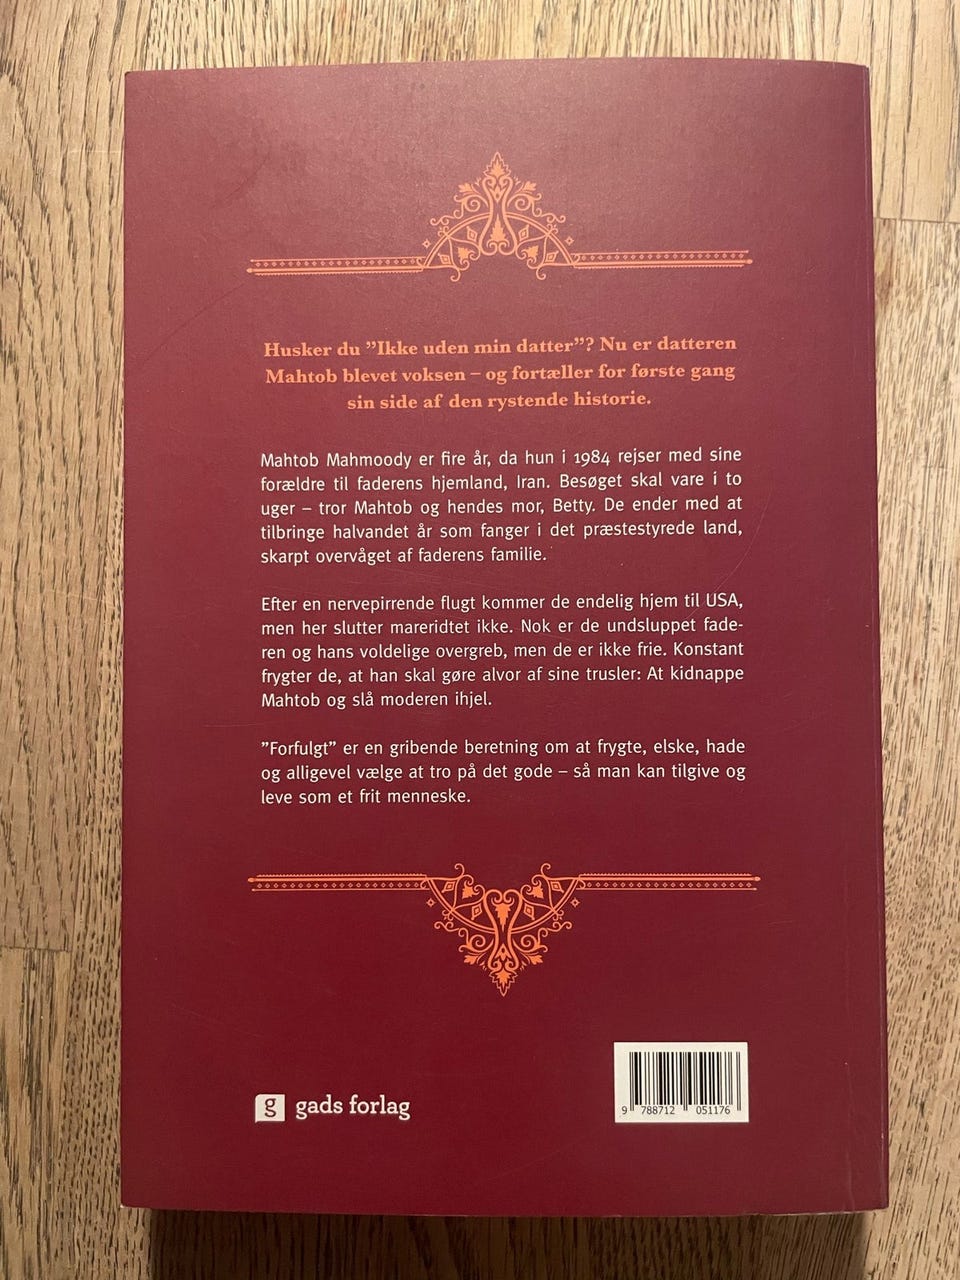 Husker du ”Ikke uden min datter”? Nu er datteren
Mahtob blevet voksen – og fortæller for første gang
sin side af den rystende historie.
Mahtob Mahmoody er fire år, da hun i 1984 rejser med sine
forældre til faderens hjemland, Iran. Besøget skal vare i to
uger – tror Mahtob og hendes mor, Betty. De ender med at
tilbringe halvandet år som fanger i det præstestyrede land,
skarpt overvåget af faderens familie.
Efter en nervepirrende flugt kommer de endelig hjem til USA,
men her slutter mareridtet ikke. Nok er de undsluppet fade-
ren og hans voldelige overgreb, men de er ikke frie. Konstant
frygter de, at han skal gøre alvor af sine trusler: At kidnappe
Mahtob og slå moderen ihjel.
”Forfulgt” er en gribende beretning om at frygte, elske, hade
og alligevel vælge at tro på det gode – så man kan tilgive og
leve som et frit menneske.
g gads forlag
9 788712 051176